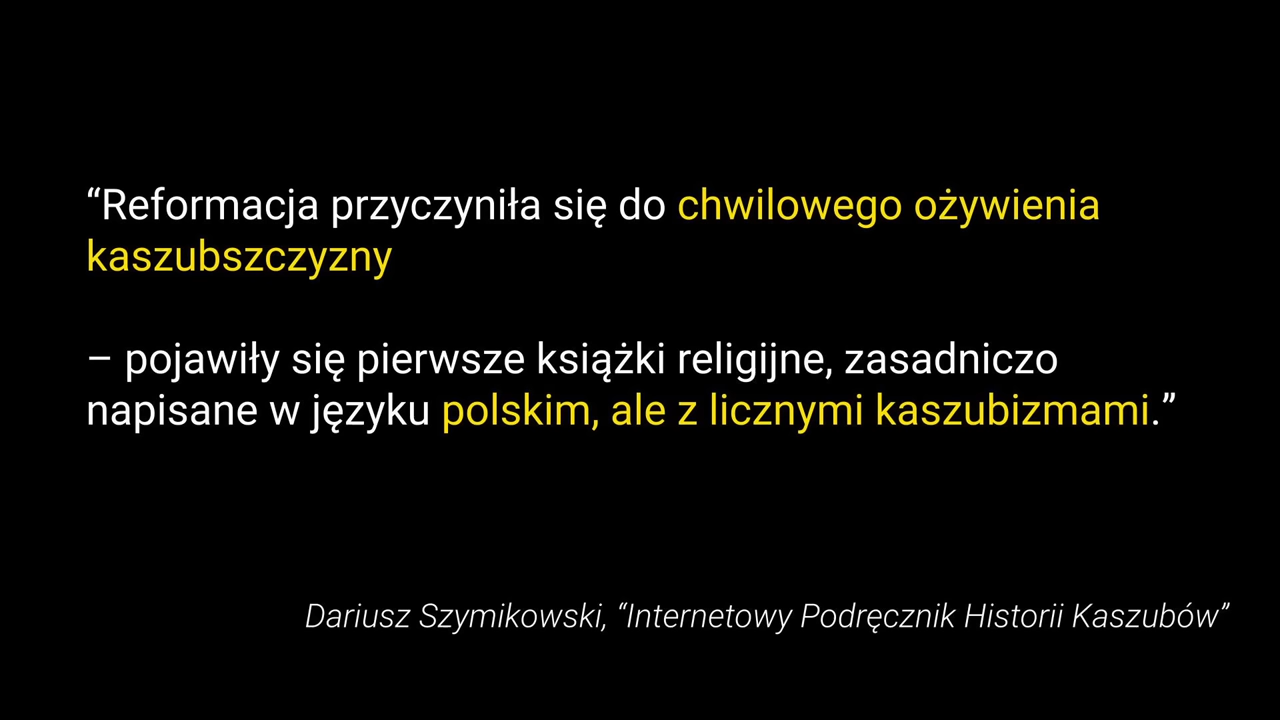 “Reformacja przyczyniła się do chwilowego ożywienia
kaszubszczyzny
– pojawiły się pierwsze książki religijne, zasadniczo
napisane w języku polskim, ale z licznymi kaszubizmami.”
Dariusz Szymikowski, “Internetowy Podręcznik Historii Kaszubów”